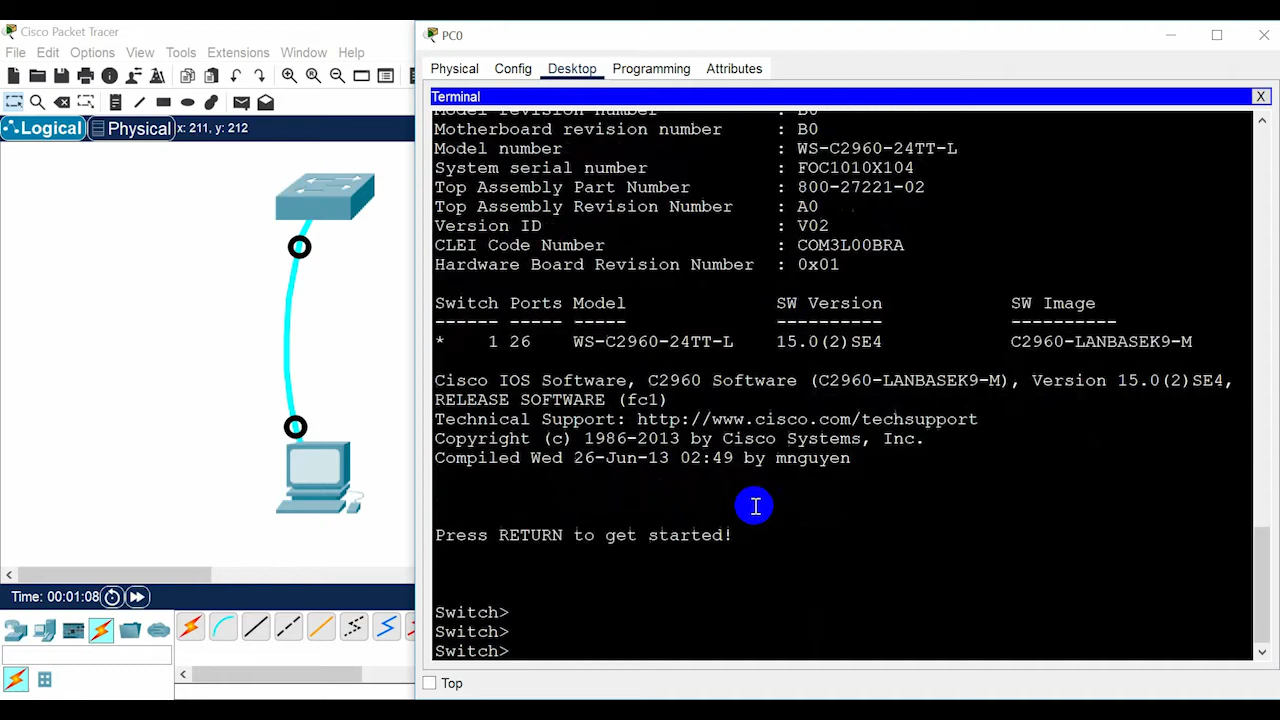 Cisco Packet Tracer
File Edit Options View Tools Extensions Window Help
Logical Physical x: 211, y: 212
Time: 00:01:08
PC0
Physical Config Desktop Programming Attributes
Terminal X
Model revision number : B0
Motherboard revision number : B0
Model number : WS-C2960-24TT-L
System serial number : FOC1010X104
Top Assembly Part Number : 800-27221-02
Top Assembly Revision Number : A0
Version ID : V02
CLEI Code Number : COM3L00BRA
Hardware Board Revision Number : 0x01
Switch Ports Model SW Version SW Image
------ ----- ----- ---------- ----------
* 1 26 WS-C2960-24TT-L 15.0(2)SE4 C2960-LANBASEK9-M
Cisco IOS Software, C2960 Software (C2960-LANBASEK9-M), Version 15.0(2)SE4,
RELEASE SOFTWARE (fc1)
Technical Support: http://www.cisco.com/techsupport
Copyright (c) 1986-2013 by Cisco Systems, Inc.
Compiled Wed 26-Jun-13 02:49 by mnguyen
Press RETURN to get started!
Switch>
Switch>
Switch>
Top